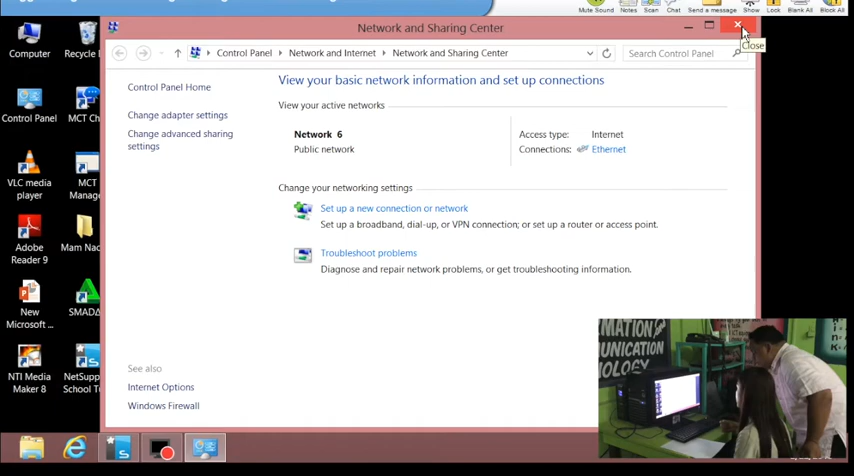 Mute Sound Notes Scan Chat Send a message Show Lock Blank All Block All
Network and Sharing Center
Close
Control Panel Network and Internet Network and Sharing Center
Search Control Panel
Computer
Recycle
Control Panel
MCT
VLC media player
MCT
Adobe Reader 9
New Microsoft ...
SMADΔ
NTI Media Maker 8
NetSupport School
Control Panel Home
Change adapter settings
Change advanced sharing
settings
View your basic network information and set up connections
View your active networks
Network 6
Public network
Access type: Internet
Connections: Ethernet
Change your networking settings
Set up a new connection or network
Set up a broadband, dial-up, or VPN connection; or set up a router or access point.
Troubleshoot problems
Diagnose and repair network problems, or get troubleshooting information.
See also
Internet Options
Windows Firewall